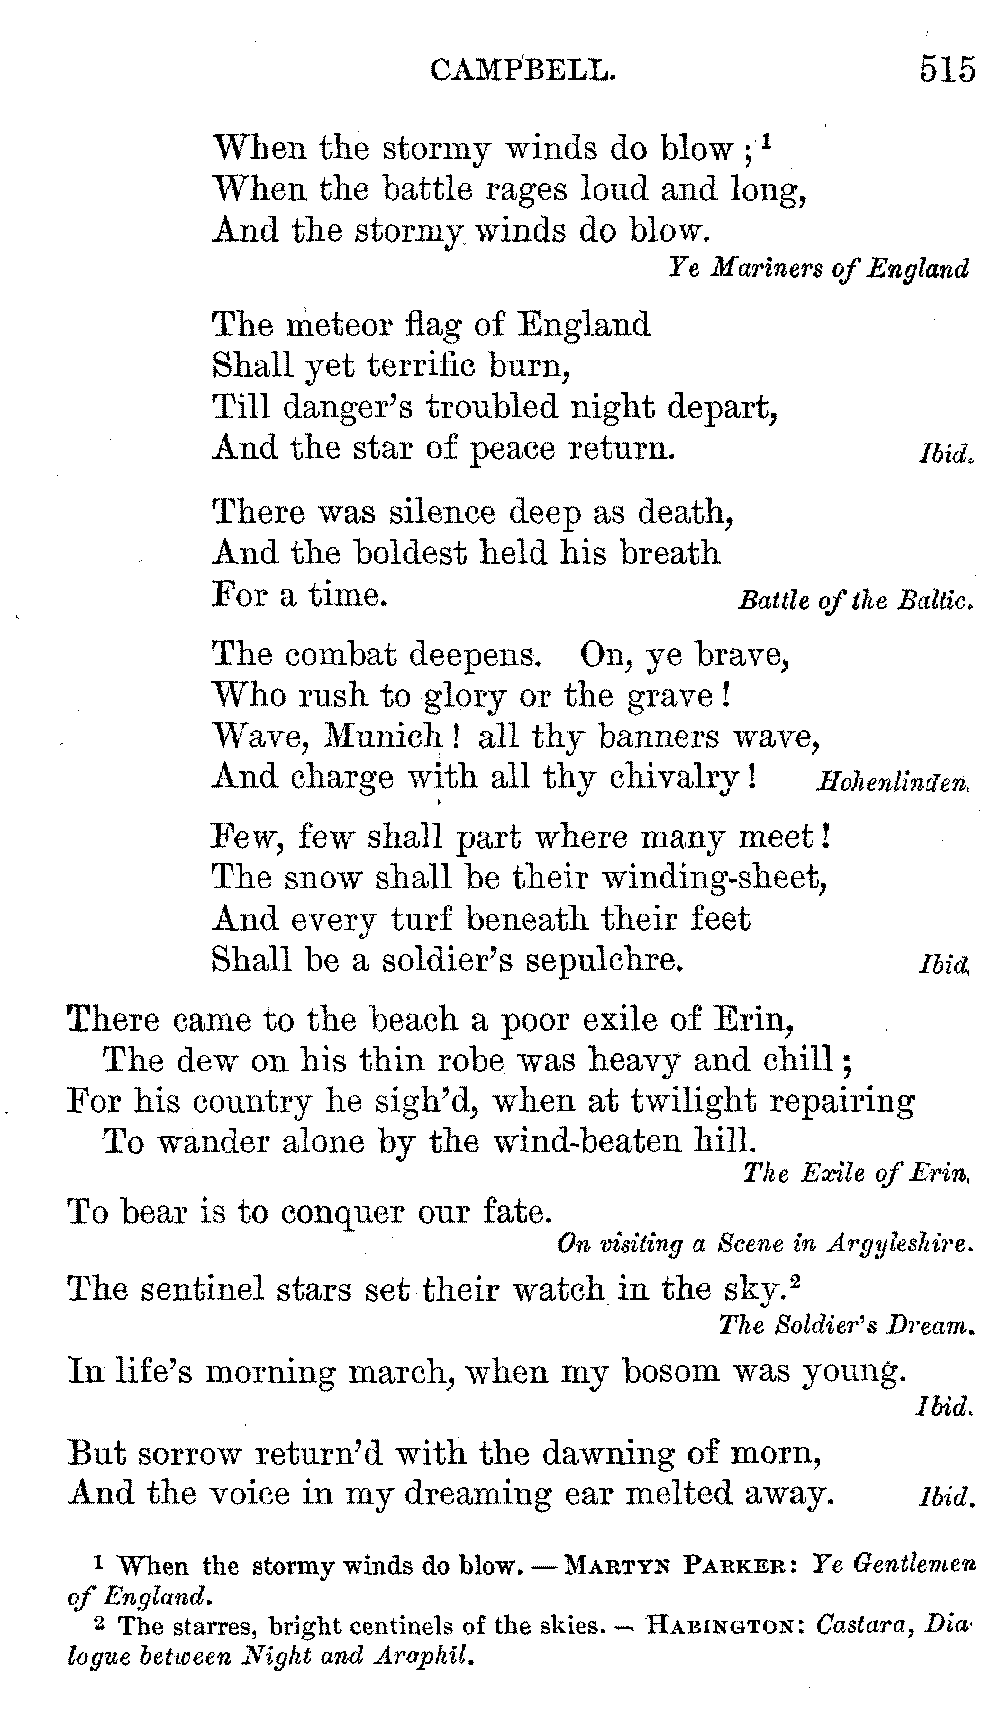 CAMPBELL. 515
When the stormy winds do blow ;¹
When the battle rages loud and long,
And the stormy winds do blow.
Ye Mariners of England
The meteor flag of England
Shall yet terrific burn,
Till danger's troubled night depart,
And the star of peace return. Ibid.
There was silence deep as death,
And the boldest held his breath
For a time. Battle of the Baltic.
The combat deepens. On, ye brave,
Who rush to glory or the grave !
Wave, Munich ! all thy banners wave,
And charge with all thy chivalry ! Hohenlinden.
Few, few shall part where many meet !
The snow shall be their winding-sheet,
And every turf beneath their feet
Shall be a soldier's sepulchre. Ibid.
There came to the beach a poor exile of Erin,
The dew on his thin robe was heavy and chill ;
For his country he sigh'd, when at twilight repairing
To wander alone by the wind-beaten hill.
The Exile of Erin.
To bear is to conquer our fate.
On visiting a Scene in Argyleshire.
The sentinel stars set their watch in the sky.²
The Soldier's Dream.
In life's morning march, when my bosom was young.
Ibid.
But sorrow return'd with the dawning of morn,
And the voice in my dreaming ear melted away. Ibid.
1 When the stormy winds do blow. — MARTYN PARKER: Ye Gentlemen
of England.
2 The starres, bright centinels of the skies. — HABINGTON: Castara, Dia-
logue between Night and Araphil.